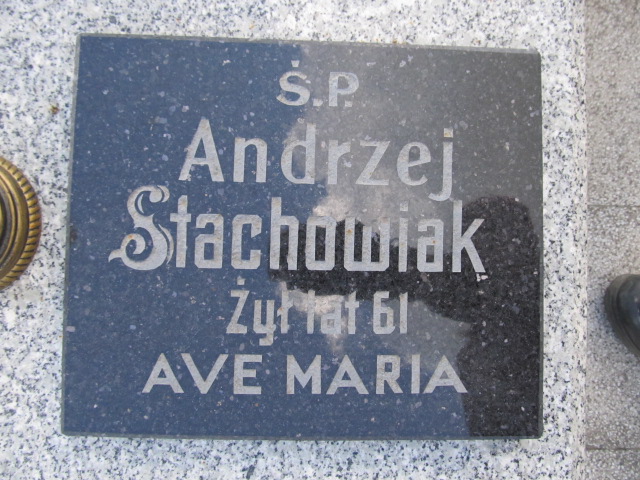 Ś.P.
Andrzej
Stachowiak
Żył lat 61
AVE MARIA